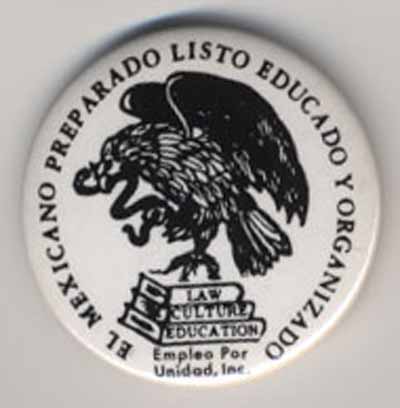 EL MEXICANO PREPARADO LISTO EDUCADO Y ORGANIZADO
LAW
CULTURE
EDUCATION
Empleo Por
Unidad, Inc.